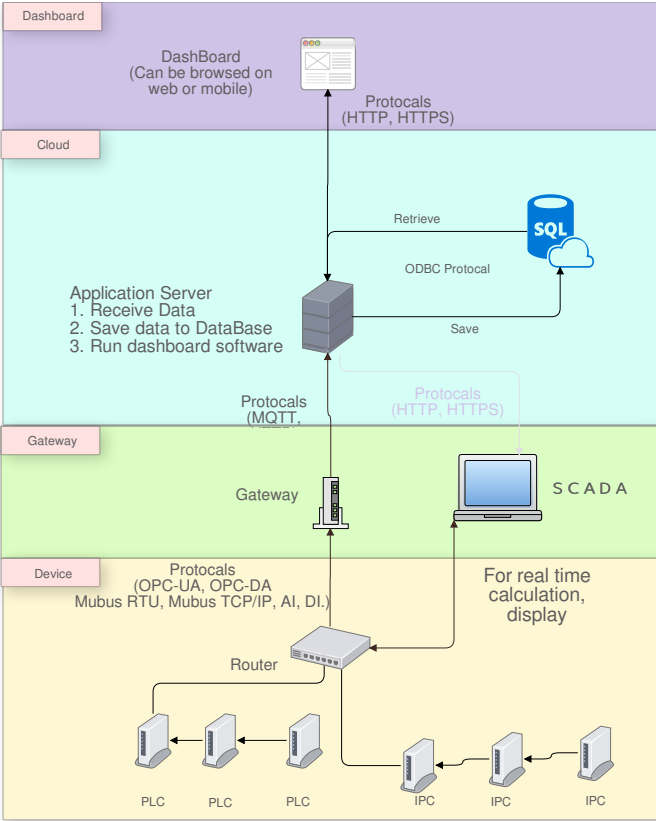 Dashboard
DashBoard
(Can be browsed on
web or mobile)
Protocals
(HTTP, HTTPS)
Cloud
Retrieve
SQL
ODBC Protocal
Application Server
1. Receive Data
2. Save data to DataBase
3. Run dashboard software
Save
Protocals
(MQTT,
Protocals
(HTTP, HTTPS)
Gateway
Gateway
SCADA
Device
Protocals
(OPC-UA, OPC-DA
Mubus RTU, Mubus TCP/IP, AI, DI.)
For real time
calculation,
display
Router
PLC
PLC
PLC
IPC
IPC
IPC